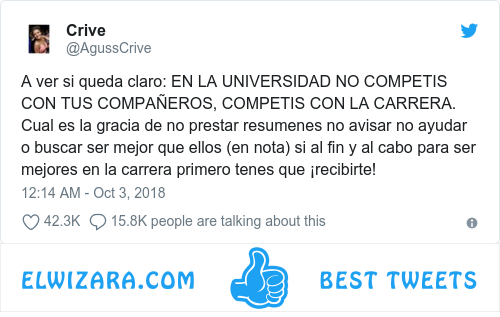 Crive
@AgussCrive
A ver si queda claro: EN LA UNIVERSIDAD NO COMPETIS
CON TUS COMPAÑEROS, COMPETIS CON LA CARRERA.
Cual es la gracia de no prestar resumenes no avisar no ayudar
o buscar ser mejor que ellos (en nota) si al fin y al cabo para ser
mejores en la carrera primero tenes que ¡recibirte!
12:14 AM - Oct 3, 2018
42.3K 15.8K people are talking about this
ELWIZARA.COM BEST TWEETS